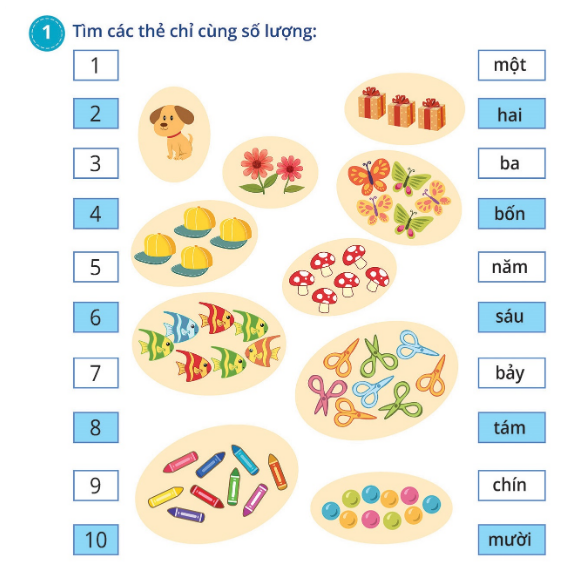 1 Tìm các thẻ chỉ cùng số lượng:
1 một
2 hai
3 ba
4 bốn
5 năm
6 sáu
7 bảy
8 tám
9 chín
10 mười